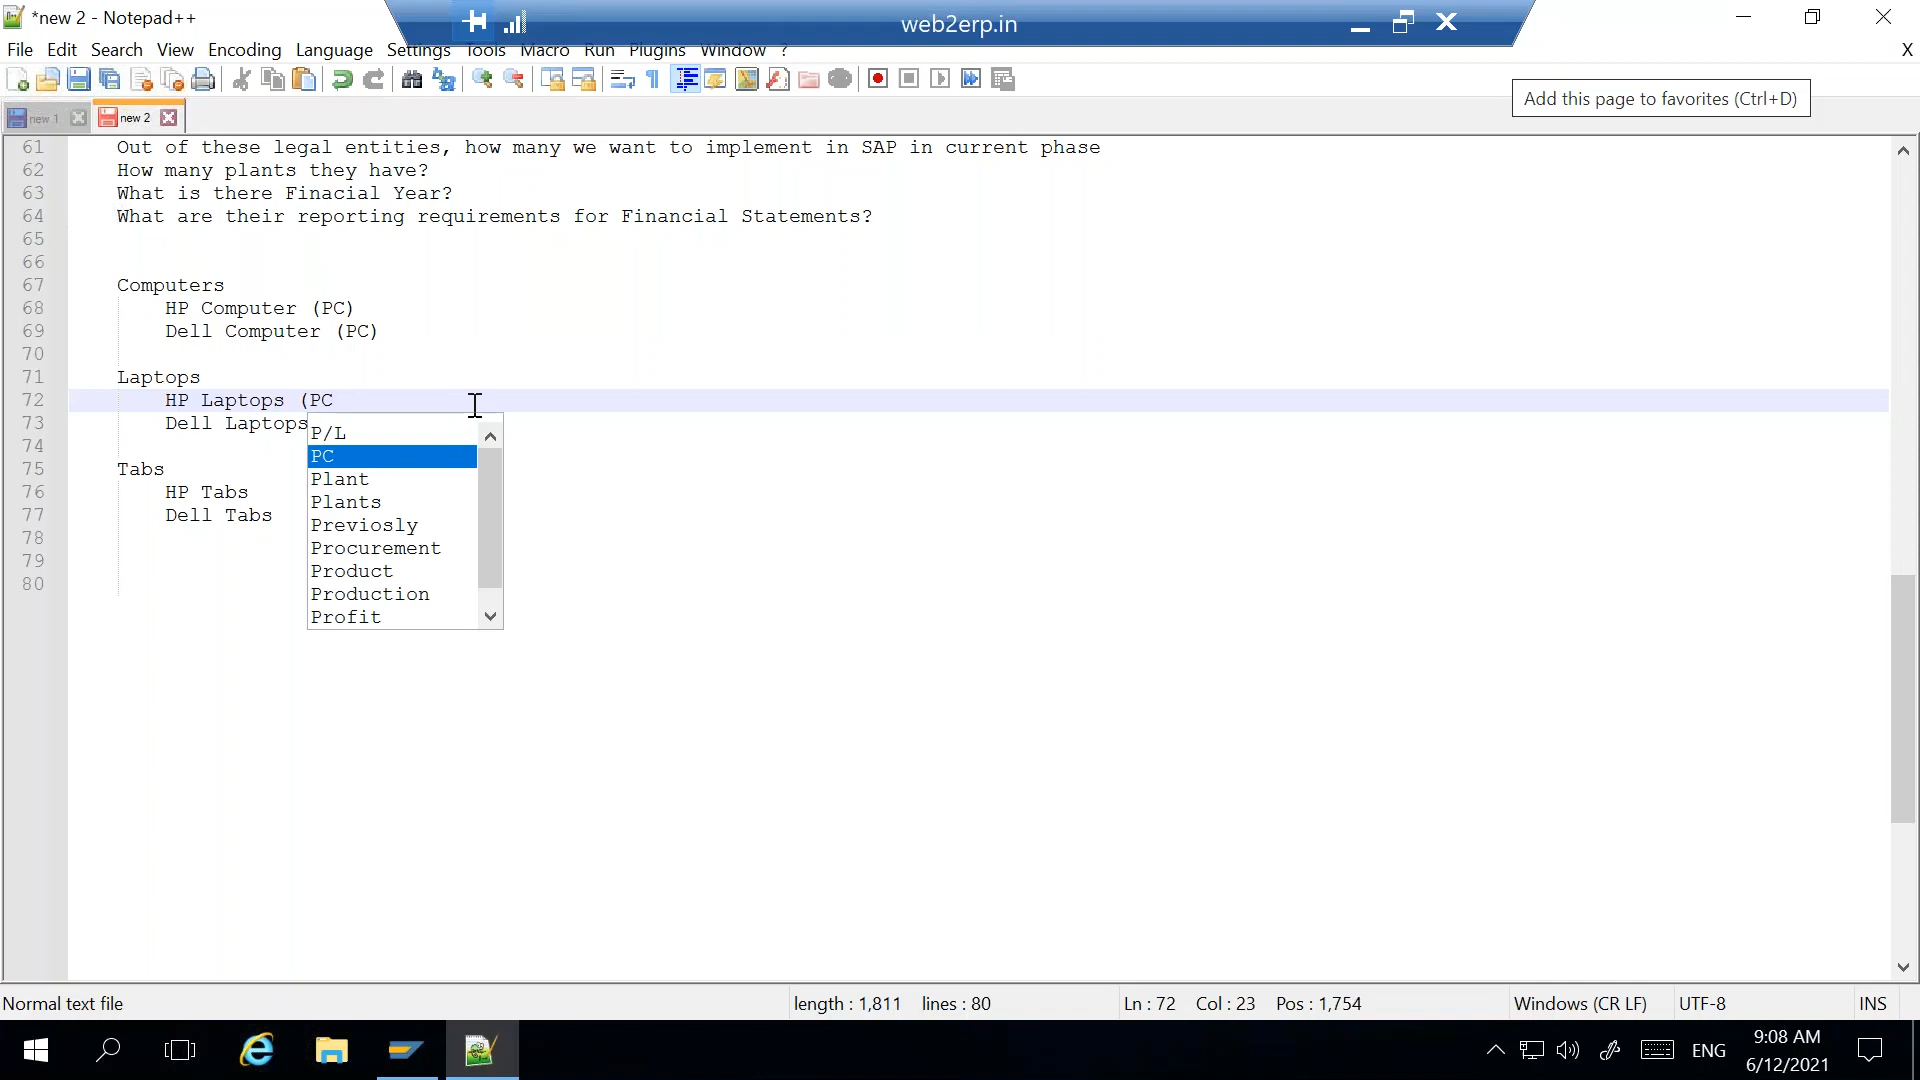 *new 2 - Notepad++
web2erp.in
File Edit Search View Encoding Language Settings Tools Macro Run Plugins Window ?
X
Add this page to favorites (Ctrl+D)
new 1
new 2
61 Out of these legal entities, how many we want to implement in SAP in current phase
62 How many plants they have?
63 What is there Finacial Year?
64 What are their reporting requirements for Financial Statements?
65
66
67 Computers
68 HP Computer (PC)
69 Dell Computer (PC)
70
71 Laptops
72 HP Laptops (PC
73 Dell Laptops
74
75 Tabs
76 HP Tabs
77 Dell Tabs
78
79
80
P/L
PC
Plant
Plants
Previosly
Procurement
Product
Production
Profit
Normal text file
length : 1,811 lines : 80
Ln : 72 Col : 23 Pos : 1,754
Windows (CR LF)
UTF-8
INS
ENG
9:08 AM
6/12/2021